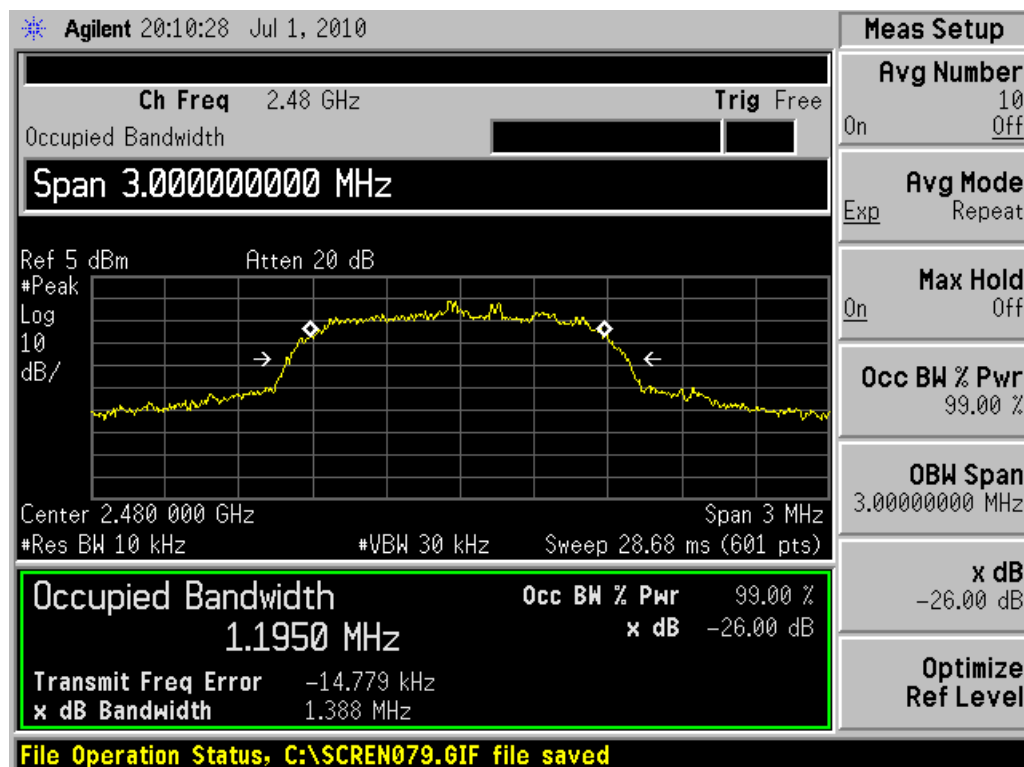 Agilent 20:10:28 Jul 1, 2010
Ch Freq 2.48 GHz Trig Free
Occupied Bandwidth
Span 3.000000000 MHz
Ref 5 dBm Atten 20 dB
#Peak
Log
10
dB/
Center 2.480 000 GHz Span 3 MHz
#Res BW 10 kHz #VBW 30 kHz Sweep 28.68 ms (601 pts)
Occupied Bandwidth
1.1950 MHz
Occ BW % Pwr 99.00 %
x dB -26.00 dB
Transmit Freq Error -14.779 kHz
x dB Bandwidth 1.388 MHz
File Operation Status, C:\SCREN079.GIF file saved
Meas Setup
Avg Number
10
On Off
Avg Mode
Exp Repeat
Max Hold
On Off
Occ BW % Pwr
99.00 %
OBW Span
3.00000000 MHz
x dB
-26.00 dB
Optimize
Ref Level